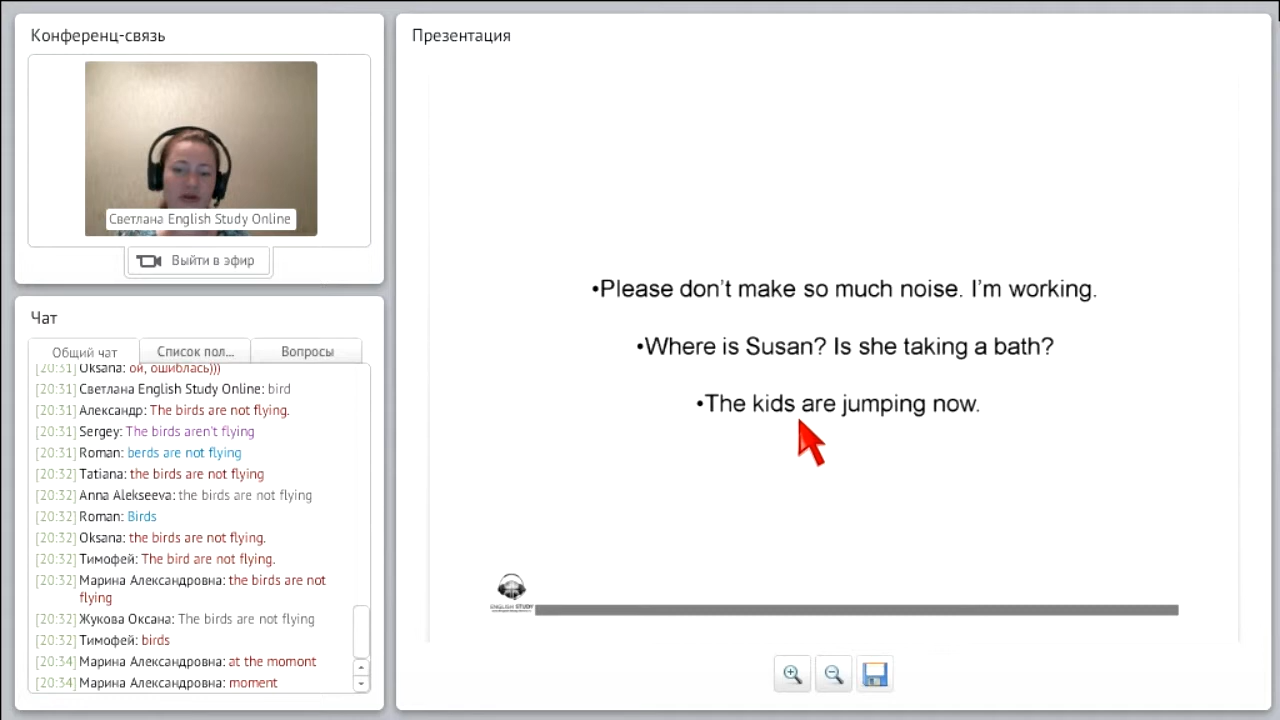 Конференц-связь
Светлана English Study Online
Выйти в эфир
Чат
Общий чат
Список пол...
Вопросы
[20:31] Oksana: ой, ошиблась)))
[20:31] Светлана English Study Online: bird
[20:31] Александр: The birds are not flying.
[20:31] Sergey: The birds aren't flying
[20:31] Roman: berds are not flying
[20:32] Tatiana: the birds are not flying
[20:32] Anna Alekseeva: the birds are not flying
[20:32] Roman: Birds
[20:32] Oksana: the birds are not flying.
[20:32] Тимофей: The bird are not flying.
[20:32] Марина Александровна: the birds are not
flying
[20:32] Жукова Оксана: The birds are not flying
[20:32] Тимофей: birds
[20:34] Марина Александровна: at the momont
[20:34] Марина Александровна: moment
Презентация
•Please don't make so much noise. I'm working.
•Where is Susan? Is she taking a bath?
•The kids are jumping now.
ENGLISH STUDY